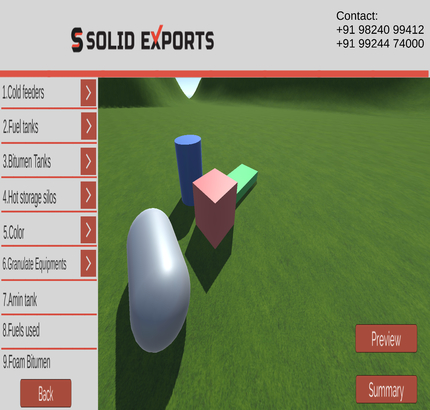 Contact:
+91 98240 99412
+91 99244 74000
S SOLID EXPORTS
1.Cold feeders
2.Fuel tanks
3.Bitumen Tanks
4.Hot storage silos
5.Color
6.Granulate Equipments
7.Amin tank
8.Fuels used
9.Foam Bitumen
Back
Preview
Summary